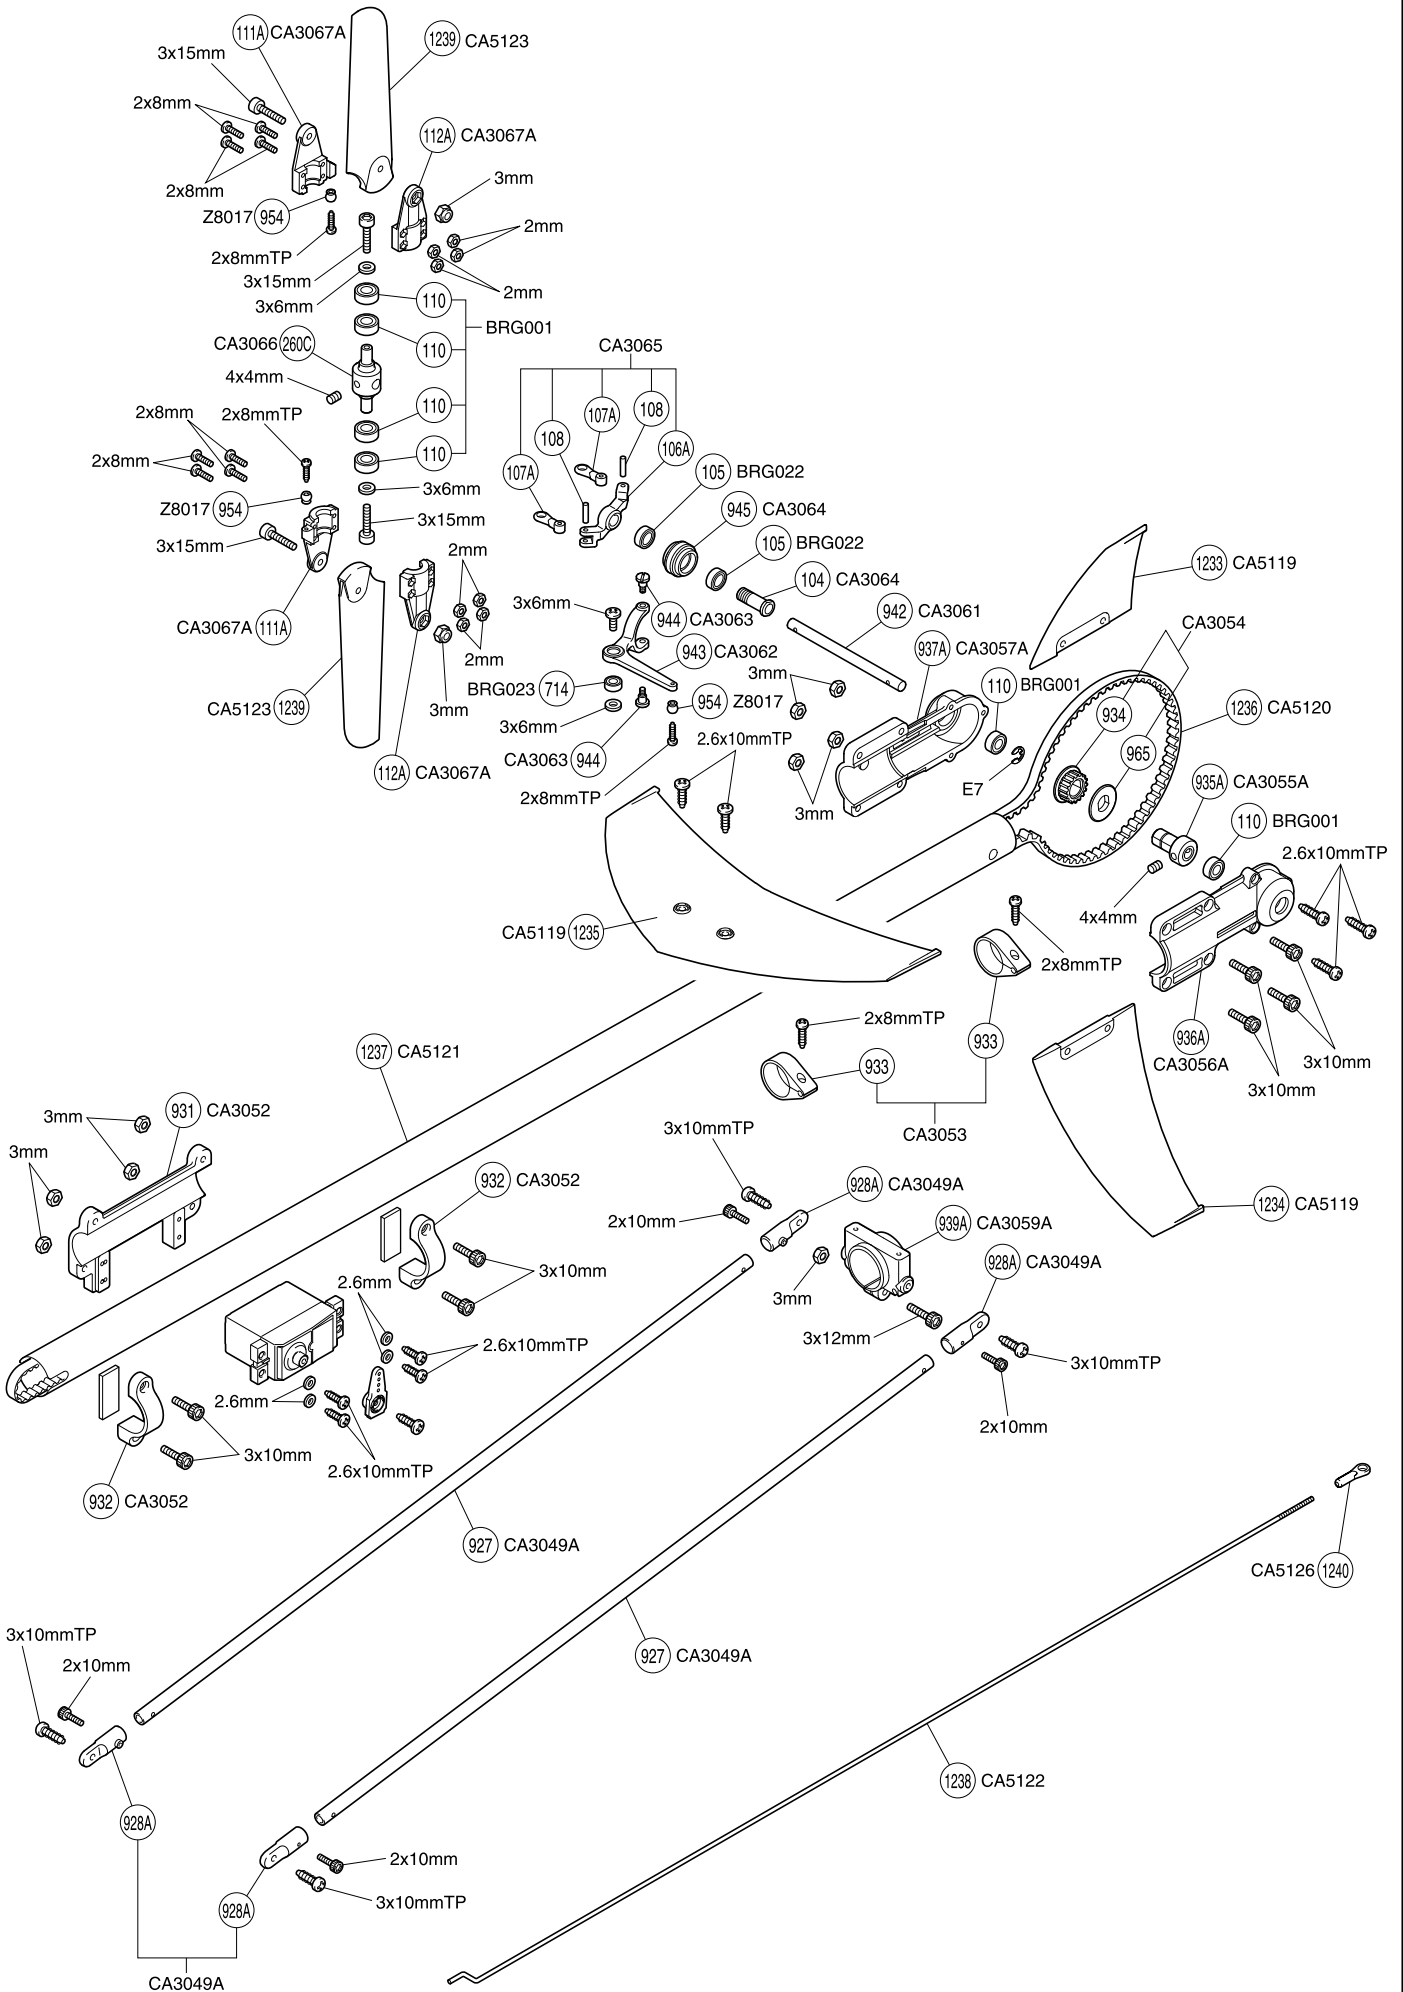 111A CA3067A
1239 CA5123
3x15mm
2x8mm
112A CA3067A
2x8mm
3mm
Z8017 954
2mm
2x8mmTP
3x15mm
2mm
3x6mm
110
BRG001
CA3066 260C
110
CA3065
4x4mm
110
107A
108
2x8mm
2x8mmTP
108
106A
2x8mm
110
107A
105 BRG022
3x6mm
Z8017 954
945 CA3064
3x15mm
3x15mm
105 BRG022
2mm
1233 CA5119
104 CA3064
3x6mm
944 CA3063
942 CA3061
CA3054
CA3067A 111A
943 CA3062
937A CA3057A
2mm
3mm
BRG023 714
110 BRG001
CA5123 1239
3mm
954 Z8017
934
1236 CA5120
3x6mm
2.6x10mmTP
965
CA3063 944
112A CA3067A
E7
935A CA3055A
2x8mmTP
3mm
110 BRG001
2.6x10mmTP
4x4mm
CA5119 1235
2x8mmTP
2x8mmTP
933
936A
CA3056A
1237 CA5121
933
3x10mm
3x10mm
931 CA3052
3mm
CA3053
3x10mmTP
3mm
932 CA3052
928A CA3049A
1234 CA5119
2x10mm
939A CA3059A
928A CA3049A
3x10mm
2.6mm
3mm
3x12mm
2.6x10mmTP
3x10mmTP
2.6mm
2x10mm
3x10mm
2.6x10mmTP
932 CA3052
927 CA3049A
CA5126 1240
3x10mmTP
927 CA3049A
2x10mm
1238 CA5122
928A
2x10mm
3x10mmTP
928A
CA3049A